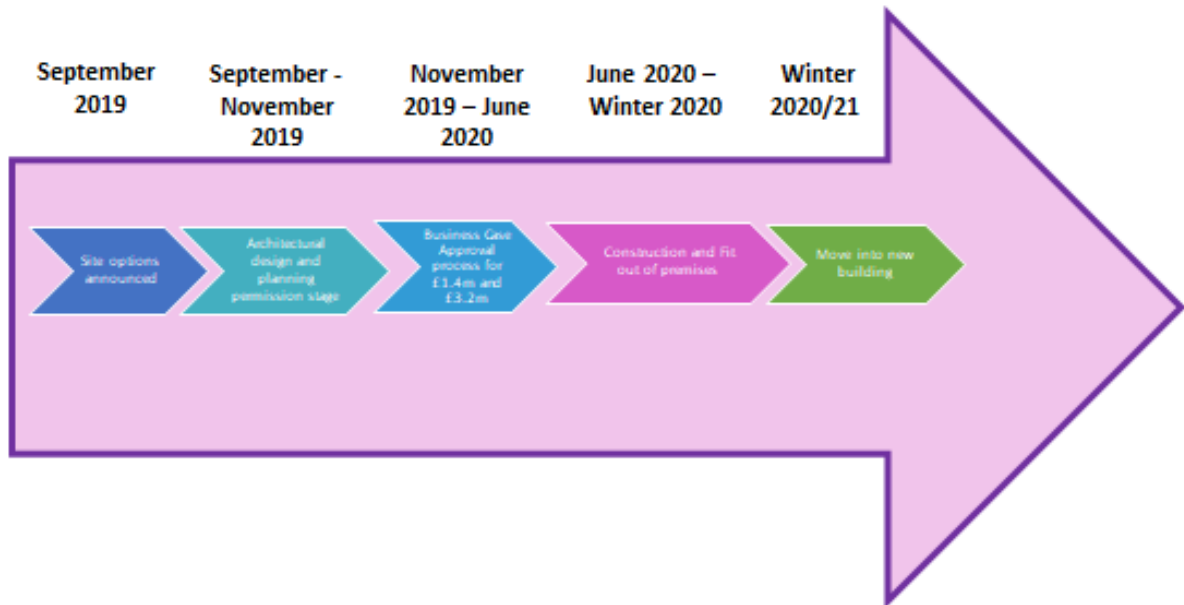 September
2019
September -
November
2019
November
2019 – June
2020
June 2020 –
Winter 2020
Winter
2020/21
Site options
announced
Architectural
design and
planning
permission stage
Business Case
Approval
process for
£1.4m and
£3.2m
Construction and Fit
out of premises
Move into new
building